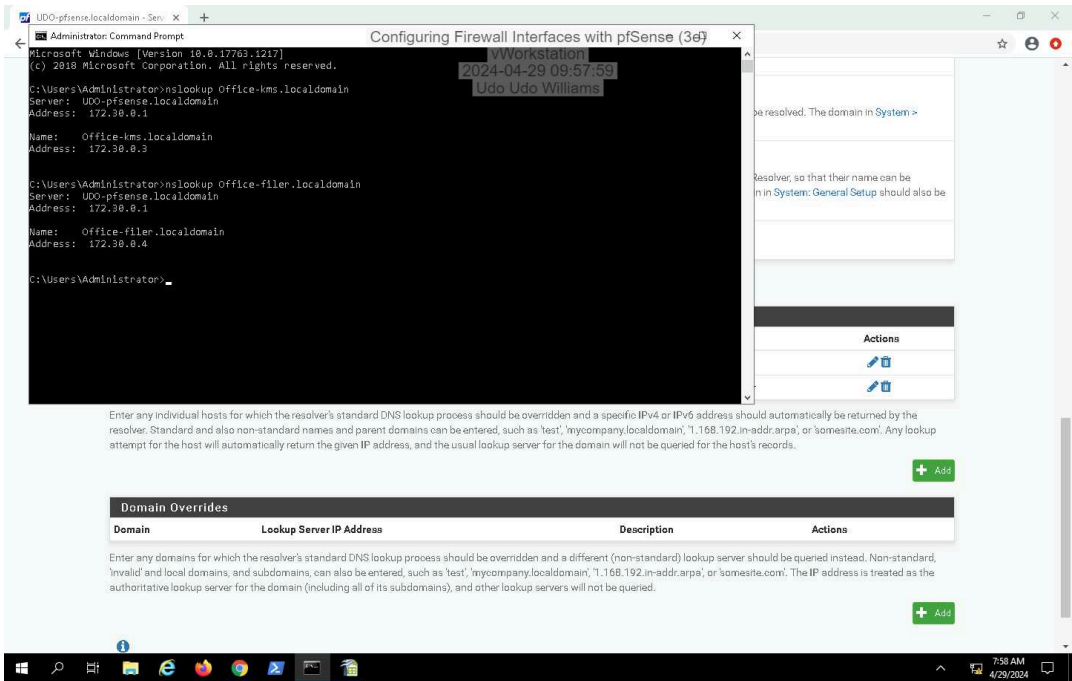 UDO-pfsense.localdomain - Serv
Administrator: Command Prompt
Configuring Firewall Interfaces with pfSense (3e)
vWorkstation
2024-04-29 09:57:59
Udo Udo Williams
Microsoft Windows [Version 10.0.17763.1217]
(c) 2018 Microsoft Corporation. All rights reserved.
C:\Users\Administrator>nslookup Office-kms.localdomain
Server: UDO-pfsense.localdomain
Address: 172.30.0.1
Name: Office-kms.localdomain
Address: 172.30.0.3
C:\Users\Administrator>nslookup Office-filer.localdomain
Server: UDO-pfsense.localdomain
Address: 172.30.0.1
Name: Office-filer.localdomain
Address: 172.30.0.4
C:\Users\Administrator>
be resolved. The domain in System >
Resolver, so that their name can be
in System: General Setup should also be
Actions
Enter any individual hosts for which the resolver's standard DNS lookup process should be overridden and a specific IPv4 or IPv6 address should automatically be returned by the
resolver. Standard and also non-standard names and parent domains can be entered, such as 'test', 'mycompany.localdomain', '1.168.192.in-addr.arpa', or 'somesite.com'. Any lookup
attempt for the host will automatically return the given IP address, and the usual lookup server for the domain will not be queried for the host's records.
Add
Domain Overrides
Domain Lookup Server IP Address Description Actions
Enter any domains for which the resolver's standard DNS lookup process should be overridden and a different (non-standard) lookup server should be queried instead. Non-standard,
'invalid' and local domains, and subdomains, can also be entered, such as 'test', 'mycompany.localdomain', '1.168.192.in-addr.arpa', or 'somesite.com'. The IP address is treated as the
authoritative lookup server for the domain (including all of its subdomains), and other lookup servers will not be queried.
Add
7:58 AM
4/29/2024